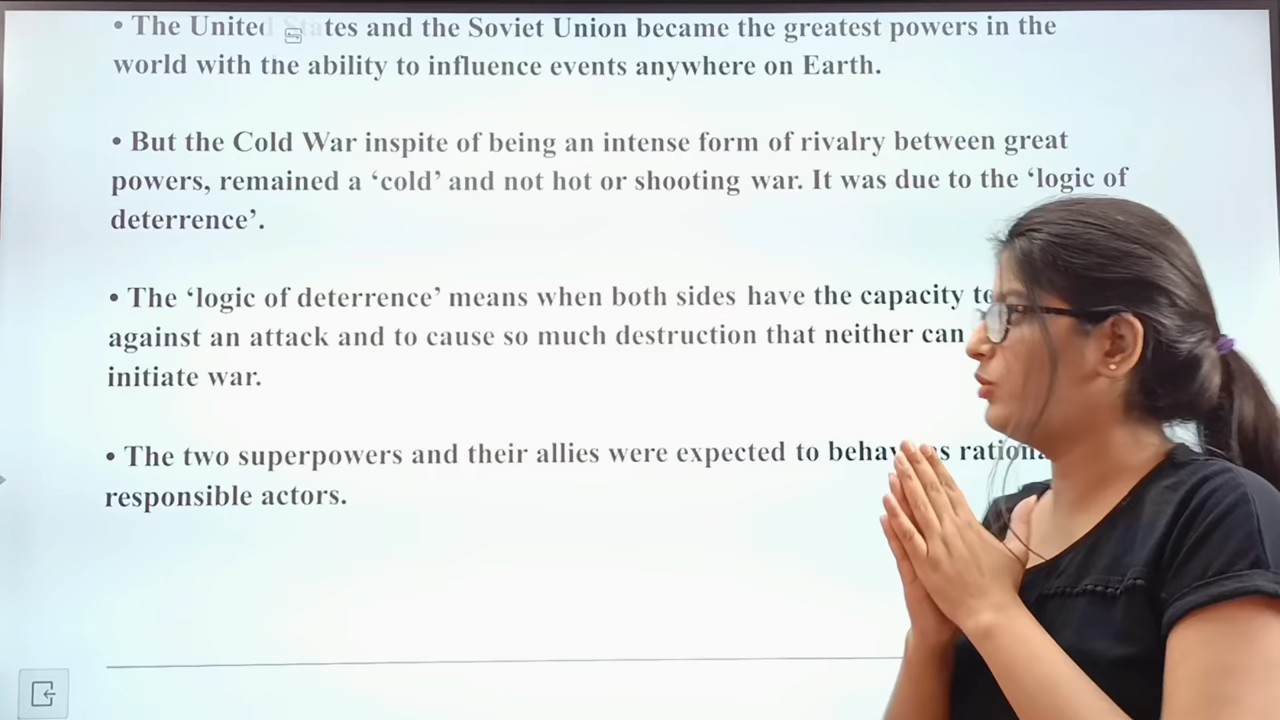 • The United States and the Soviet Union became the greatest powers in the
world with the ability to influence events anywhere on Earth.
• But the Cold War inspite of being an intense form of rivalry between great
powers, remained a ‘cold’ and not hot or shooting war. It was due to the ‘logic of
deterrence’.
• The ‘logic of deterrence’ means when both sides have the capacity
against an attack and to cause so much destruction that neither can
initiate war.
• The two superpowers and their allies were expected to
responsible actors.